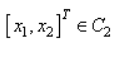 [x₁, x₂]ᵀ ∈ C₂